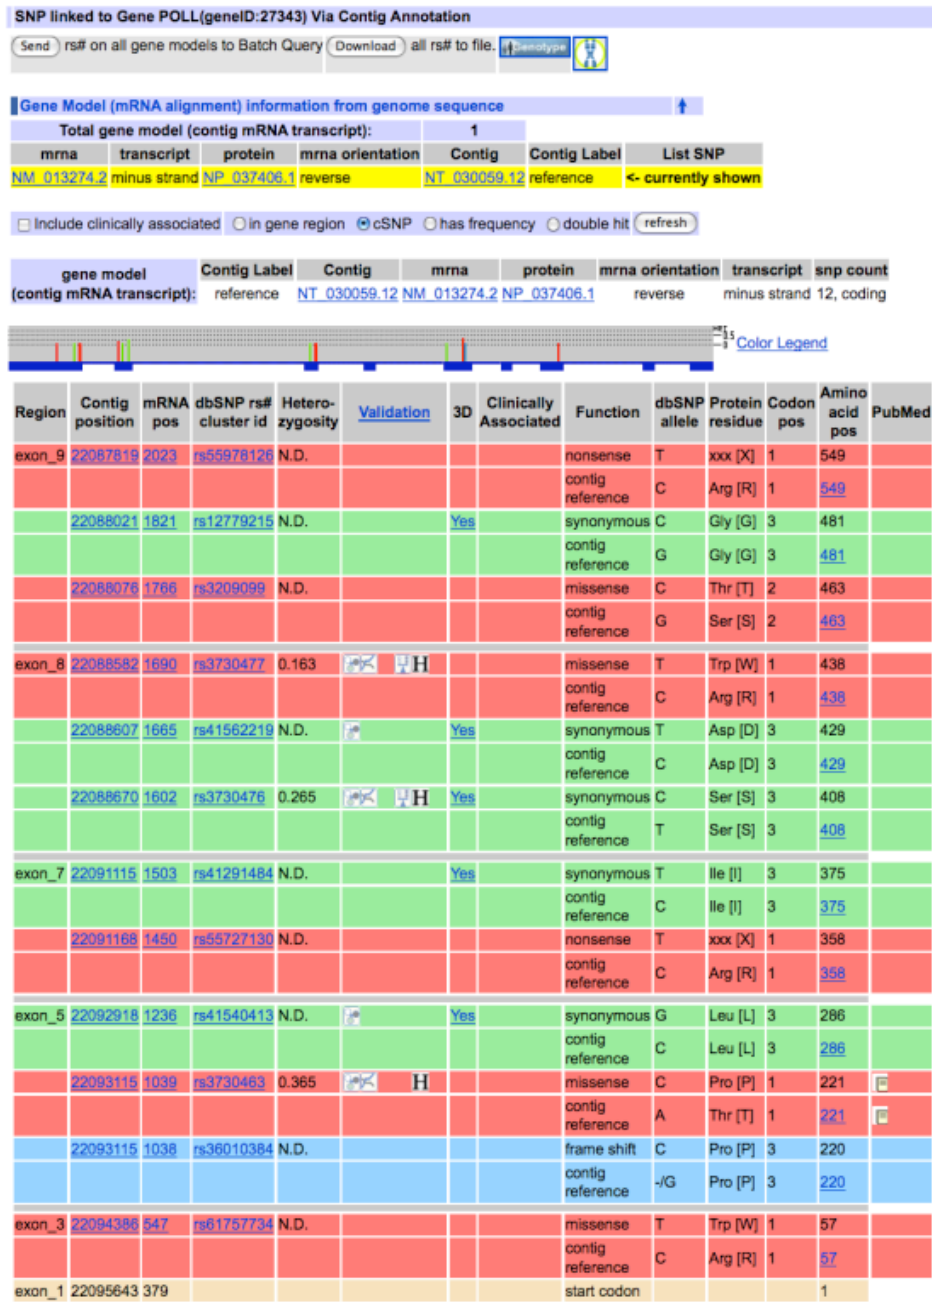 SNP linked to Gene POLL(geneID:27343) Via Contig Annotation
Send rs# on all gene models to Batch Query Download all rs# to file. Genotype
Gene Model (mRNA alignment) information from genome sequence
Total gene model (contig mRNA transcript): 1
mrna transcript protein mrna orientation Contig Contig Label List SNP
NM_013274.2 minus strand NP_037406.1 reverse NT_030059.12 reference <- currently shown
Include clinically associated in gene region cSNP has frequency double hit refresh
gene model (contig mRNA transcript): Contig Label Contig mrna protein mrna orientation transcript snp count
reference NT_030059.12 NM_013274.2 NP_037406.1 reverse minus strand 12, coding
Color Legend
Region Contig position mRNA pos dbSNP rs# cluster id Hetero-zygosity Validation 3D Clinically Associated Function dbSNP allele Protein residue Codon pos Amino acid pos PubMed
exon_9 22087819 2023 rs55978126 N.D. nonsense T xxx [X] 1 549
contig reference C Arg [R] 1 549
22088021 1821 rs12779215 N.D. Yes synonymous C Gly [G] 3 481
contig reference G Gly [G] 3 481
22088076 1766 rs3209099 N.D. missense C Thr [T] 2 463
contig reference G Ser [S] 2 463
exon_8 22088582 1690 rs3730477 0.163 H missense T Trp [W] 1 438
contig reference C Arg [R] 1 438
22088607 1665 rs41562219 N.D. Yes synonymous T Asp [D] 3 429
contig reference C Asp [D] 3 429
22088670 1602 rs3730476 0.265 H Yes synonymous C Ser [S] 3 408
contig reference T Ser [S] 3 408
exon_7 22091115 1503 rs41291484 N.D. Yes synonymous T Ile [I] 3 375
contig reference C Ile [I] 3 375
22091168 1450 rs55727130 N.D. nonsense T xxx [X] 1 358
contig reference C Arg [R] 1 358
exon_5 22092918 1236 rs41540413 N.D. Yes synonymous G Leu [L] 3 286
contig reference C Leu [L] 3 286
22093115 1039 rs3730463 0.365 H missense C Pro [P] 1 221
contig reference A Thr [T] 1 221
22093115 1038 rs36010384 N.D. frame shift C Pro [P] 3 220
contig reference -/G Pro [P] 3 220
exon_3 22094386 547 rs61757734 N.D. missense T Trp [W] 1 57
contig reference C Arg [R] 1 57
exon_1 22095643 379 start codon 1